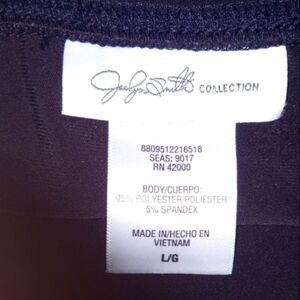 Jaclyn Smith COLLECTION
8809512216518
SEAS: 9017
RN 42000
BODY/CUERPO:
95% POLYESTER/POLIESTER
5% SPANDEX
MADE IN/HECHO EN
VIETNAM
L/G